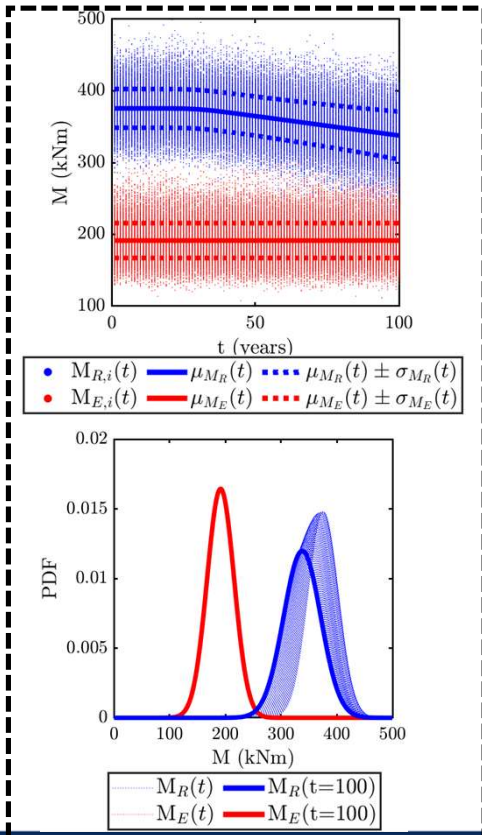 500
400
300
200
100
M (kNm)
0 50 100
t (years)
M_{R,i}(t) μ_{M_R}(t) μ_{M_R}(t) ± σ_{M_R}(t)
M_{E,i}(t) μ_{M_E}(t) μ_{M_E}(t) ± σ_{M_E}(t)
0.02
0.015
0.01
0.005
0
PDF
0 100 200 300 400 500
M (kNm)
M_R(t) M_R(t=100)
M_E(t) M_E(t=100)